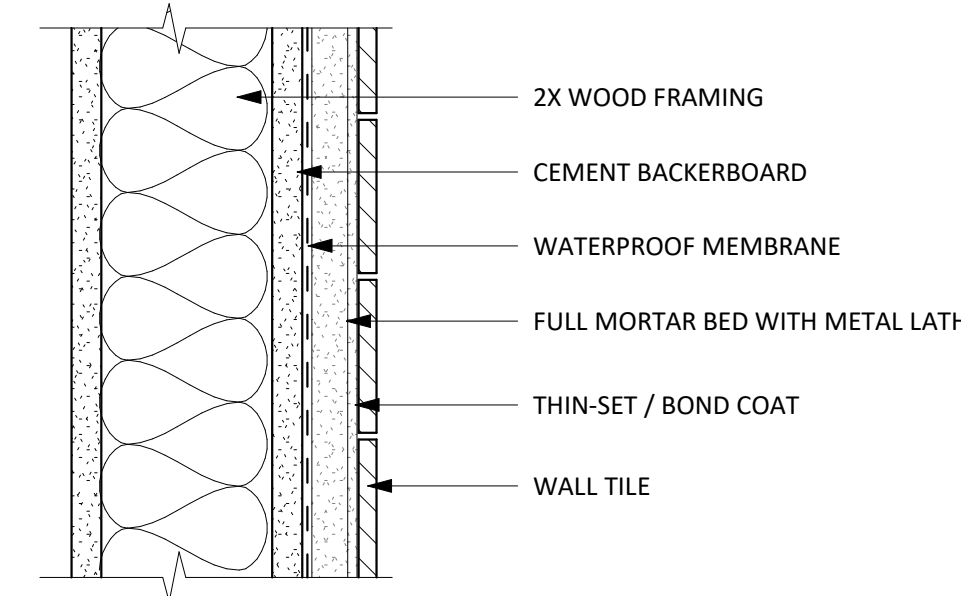 2X WOOD FRAMING
CEMENT BACKERBOARD
WATERPROOF MEMBRANE
FULL MORTAR BED WITH METAL LATH
THIN-SET / BOND COAT
WALL TILE